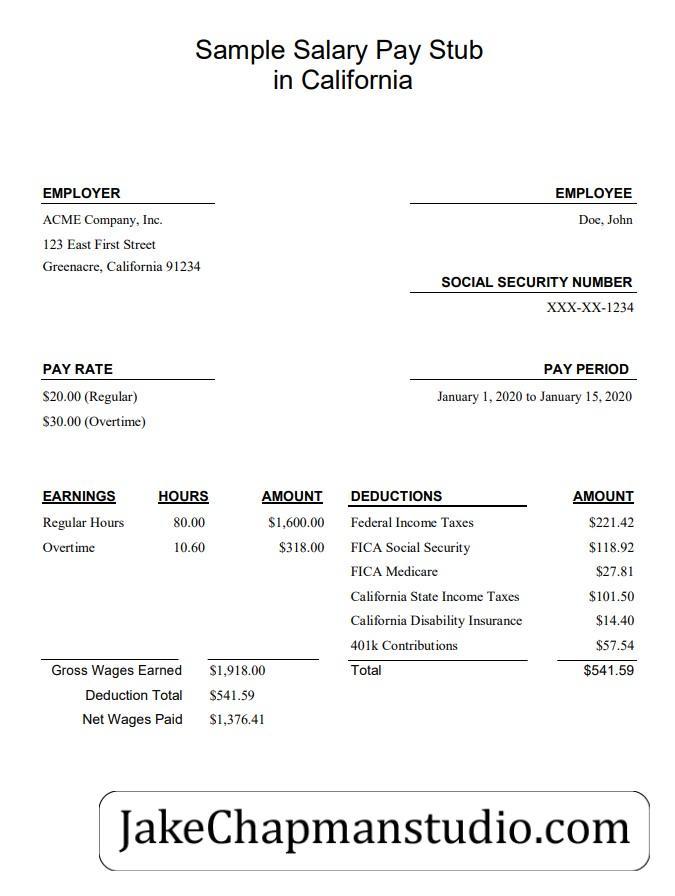 Sample Salary Pay Stub
in California
EMPLOYER
ACME Company, Inc.
123 East First Street
Greenacre, California 91234
EMPLOYEE
Doe, John
SOCIAL SECURITY NUMBER
XXX-XX-1234
PAY RATE
$20.00 (Regular)
$30.00 (Overtime)
PAY PERIOD
January 1, 2020 to January 15, 2020
EARNINGS HOURS AMOUNT
Regular Hours 80.00 $1,600.00
Overtime 10.60 $318.00
Gross Wages Earned $1,918.00
Deduction Total $541.59
Net Wages Paid $1,376.41
DEDUCTIONS AMOUNT
Federal Income Taxes $221.42
FICA Social Security $118.92
FICA Medicare $27.81
California State Income Taxes $101.50
California Disability Insurance $14.40
401k Contributions $57.54
Total $541.59
JakeChapmanstudio.com